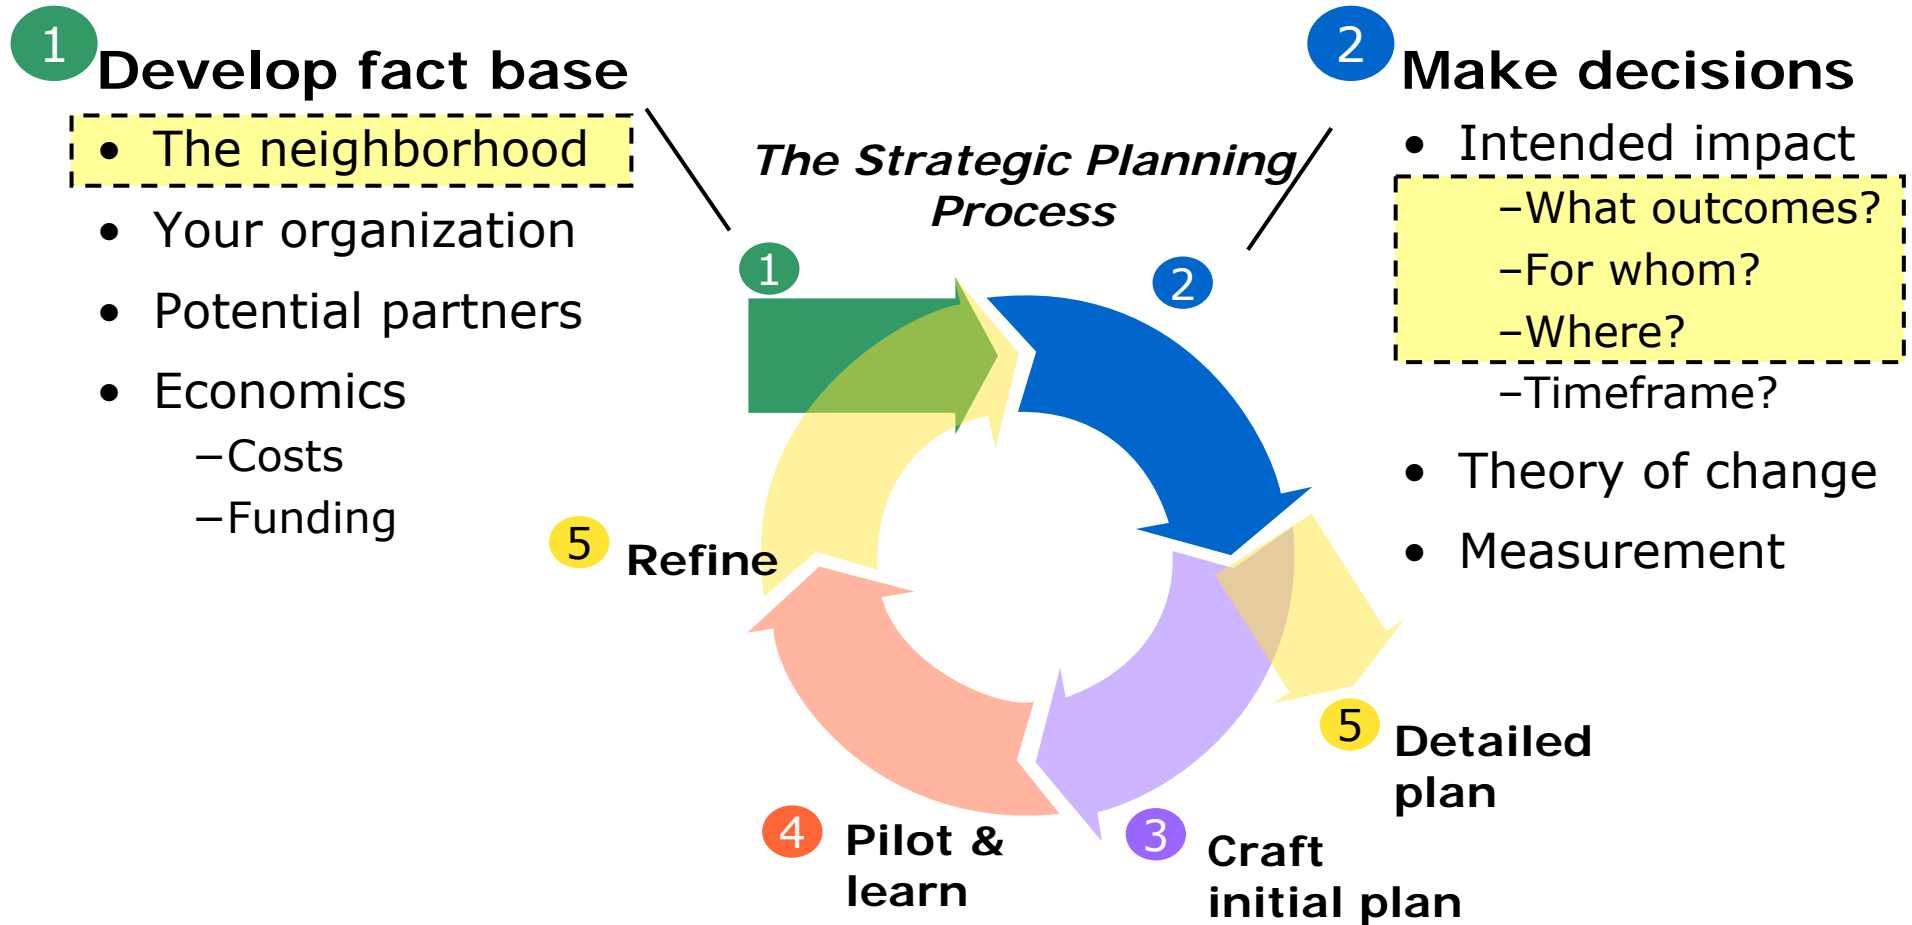 1
Develop fact base
• The neighborhood
• Your organization
• Potential partners
• Economics
–Costs
–Funding
The Strategic Planning
Process
2
Make decisions
• Intended impact
–What outcomes?
–For whom?
–Where?
–Timeframe?
• Theory of change
• Measurement
1
2
5 Refine
5 Detailed
plan
4 Pilot &
learn
3 Craft
initial plan